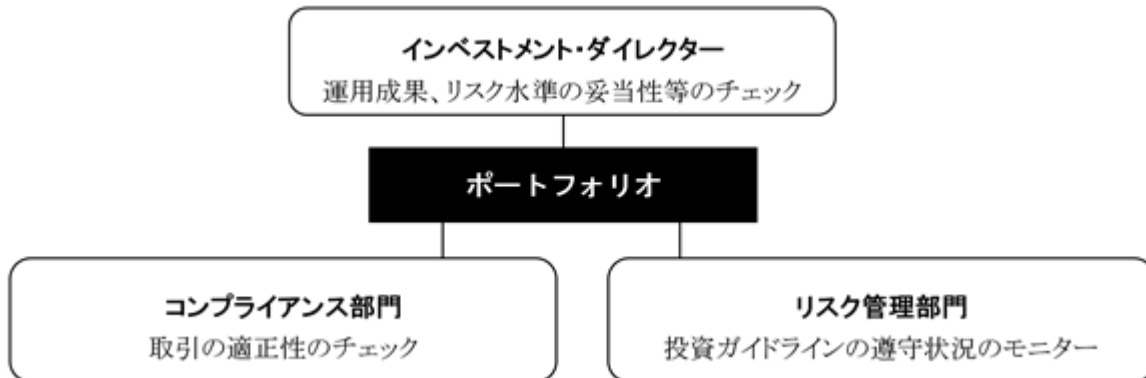 インベストメント・ダイレクター
運用成果、リスク水準の妥当性等のチェック
ポートフォリオ
コンプライアンス部門
取引の適正性のチェック
リスク管理部門
投資ガイドラインの遵守状況のモニター